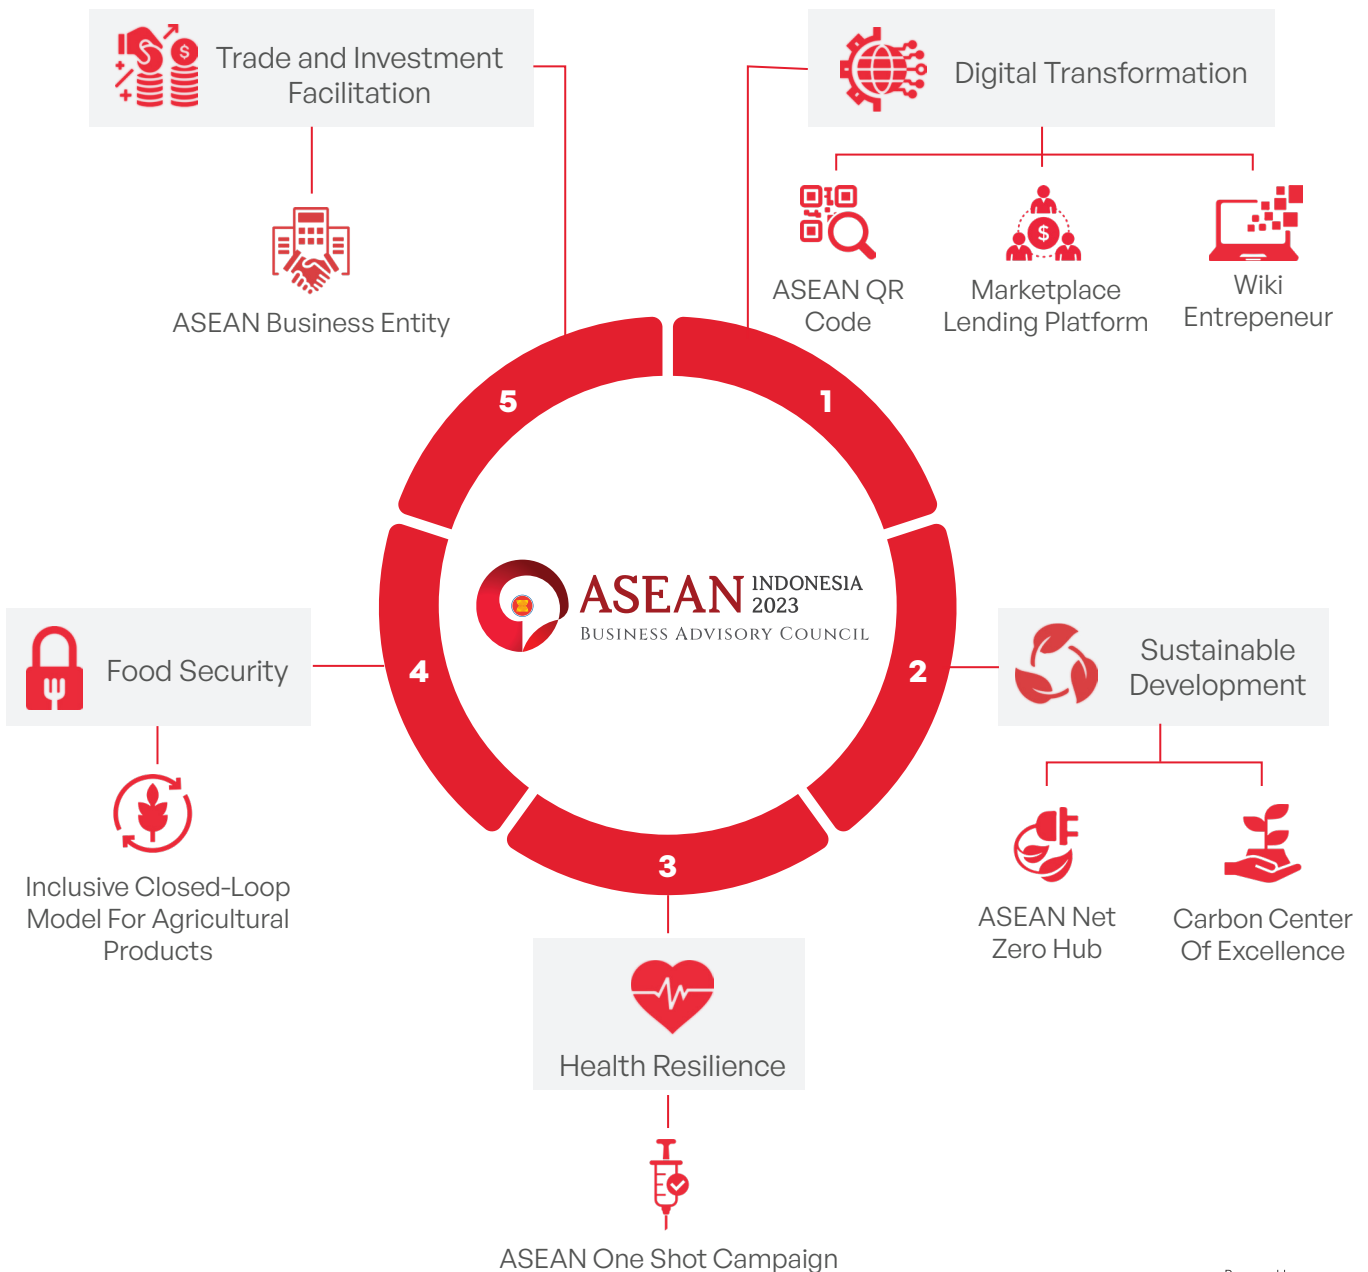 Trade and Investment
Facilitation
ASEAN Business Entity
Digital Transformation
ASEAN QR
Code
Marketplace
Lending Platform
Wiki
Entrepeneur
5
1
4
2
3
ASEAN INDONESIA
2023
BUSINESS ADVISORY COUNCIL
Food Security
Inclusive Closed-Loop
Model For Agricultural
Products
Sustainable
Development
ASEAN Net
Zero Hub
Carbon Center
Of Excellence
Health Resilience
ASEAN One Shot Campaign